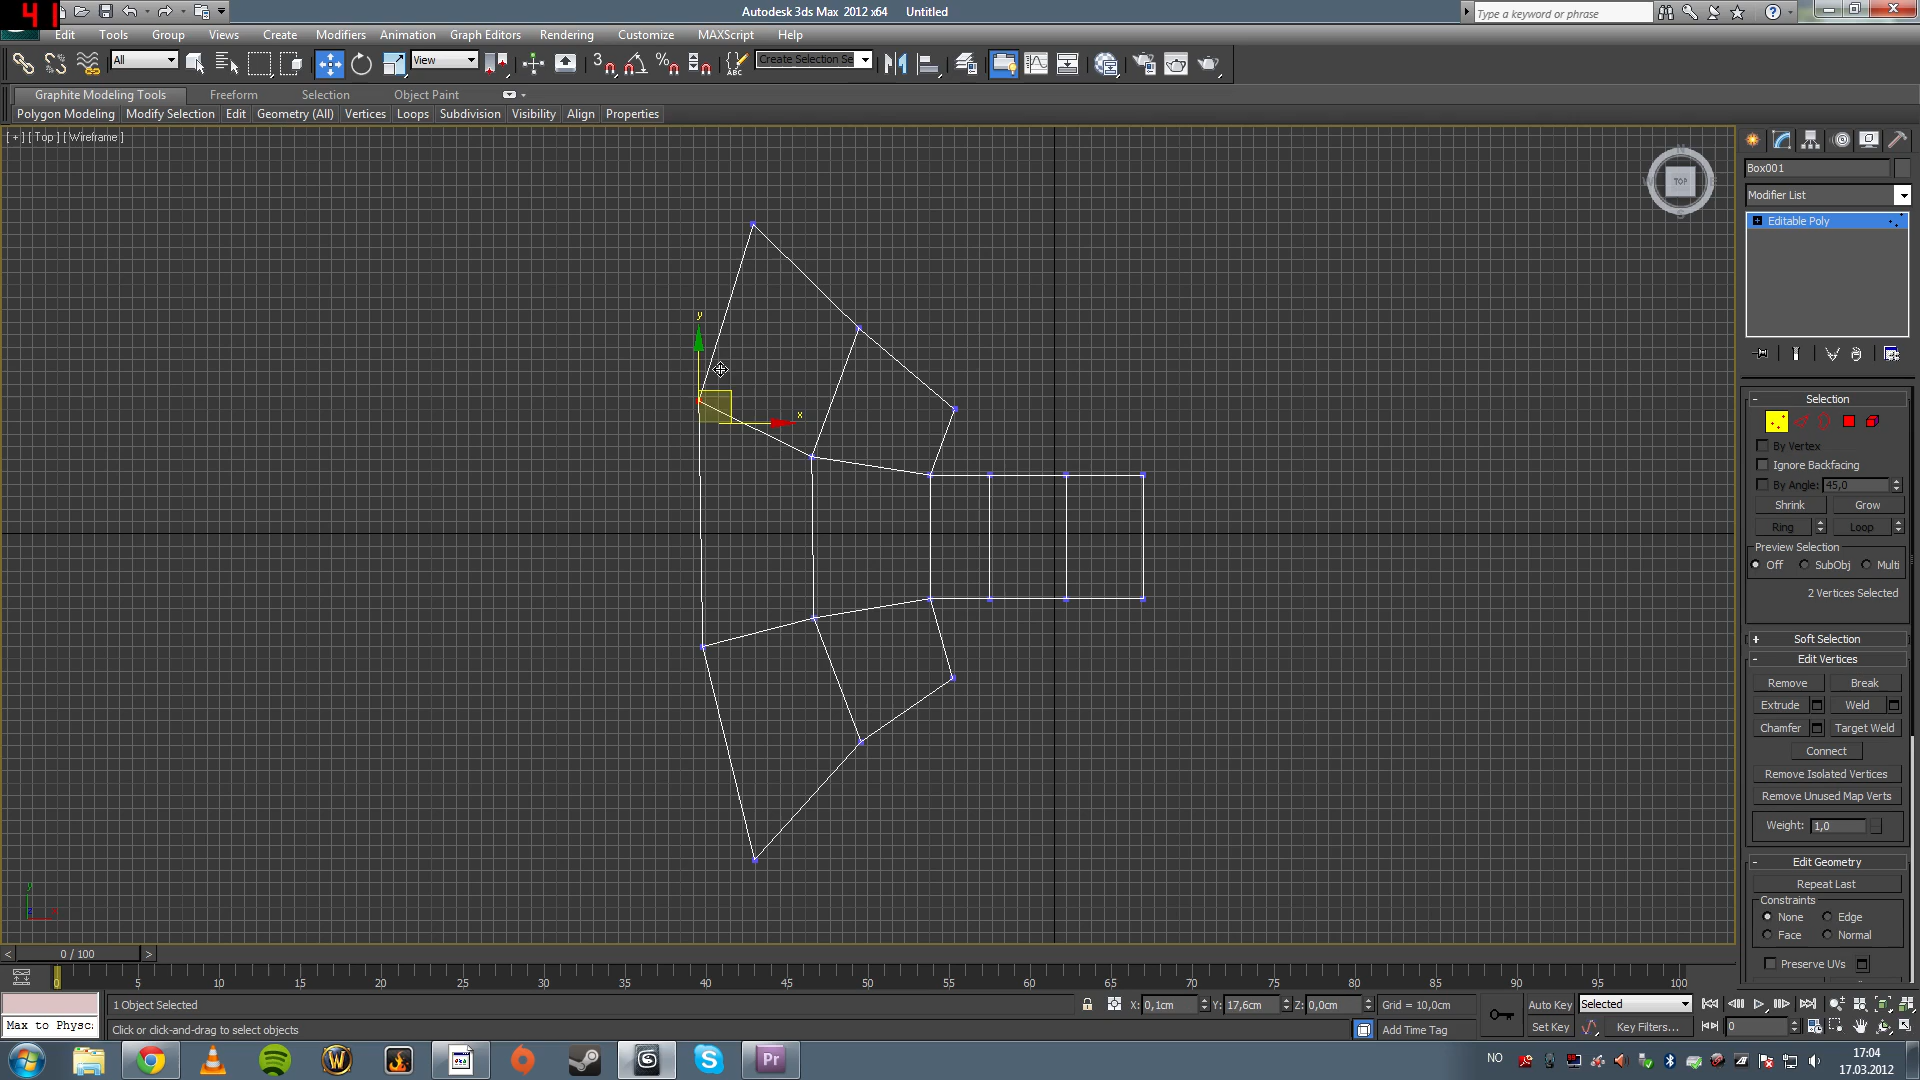 41
Autodesk 3ds Max 2012 x64 Untitled
Type a keyword or phrase
Edit Tools Group Views Create Modifiers Animation Graph Editors Rendering Customize MAXScript Help
All
View
3
Create Selection Se
Graphite Modeling Tools Freeform Selection Object Paint
Polygon Modeling Modify Selection Edit Geometry (All) Vertices Loops Subdivision Visibility Align Properties
[ + ] [ Top ] [ Wireframe ]
TOP
Box001
Modifier List
Editable Poly
y
x
- Selection
By Vertex
Ignore Backfacing
By Angle: 45,0
Shrink Grow
Ring Loop
Preview Selection
Off SubObj Multi
2 Vertices Selected
+ Soft Selection
- Edit Vertices
Remove Break
Extrude Weld
Chamfer Target Weld
Connect
Remove Isolated Vertices
Remove Unused Map Verts
Weight: 1,0
- Edit Geometry
Repeat Last
Constraints
None Edge
Face Normal
Preserve UVs
y
z x
< 0 / 100 >
0 5 10 15 20 25 30 35 40 45 50 55 60 65 70 75 80 85 90 95 100
1 Object Selected X: 0,1cm Y: 17,6cm Z: 0,0cm Grid = 10,0cm Auto Key Selected
Max to Physc:
Click or click-and-drag to select objects Add Time Tag Set Key Key Filters... 0
Pr
NO
17:04
17.03.2012